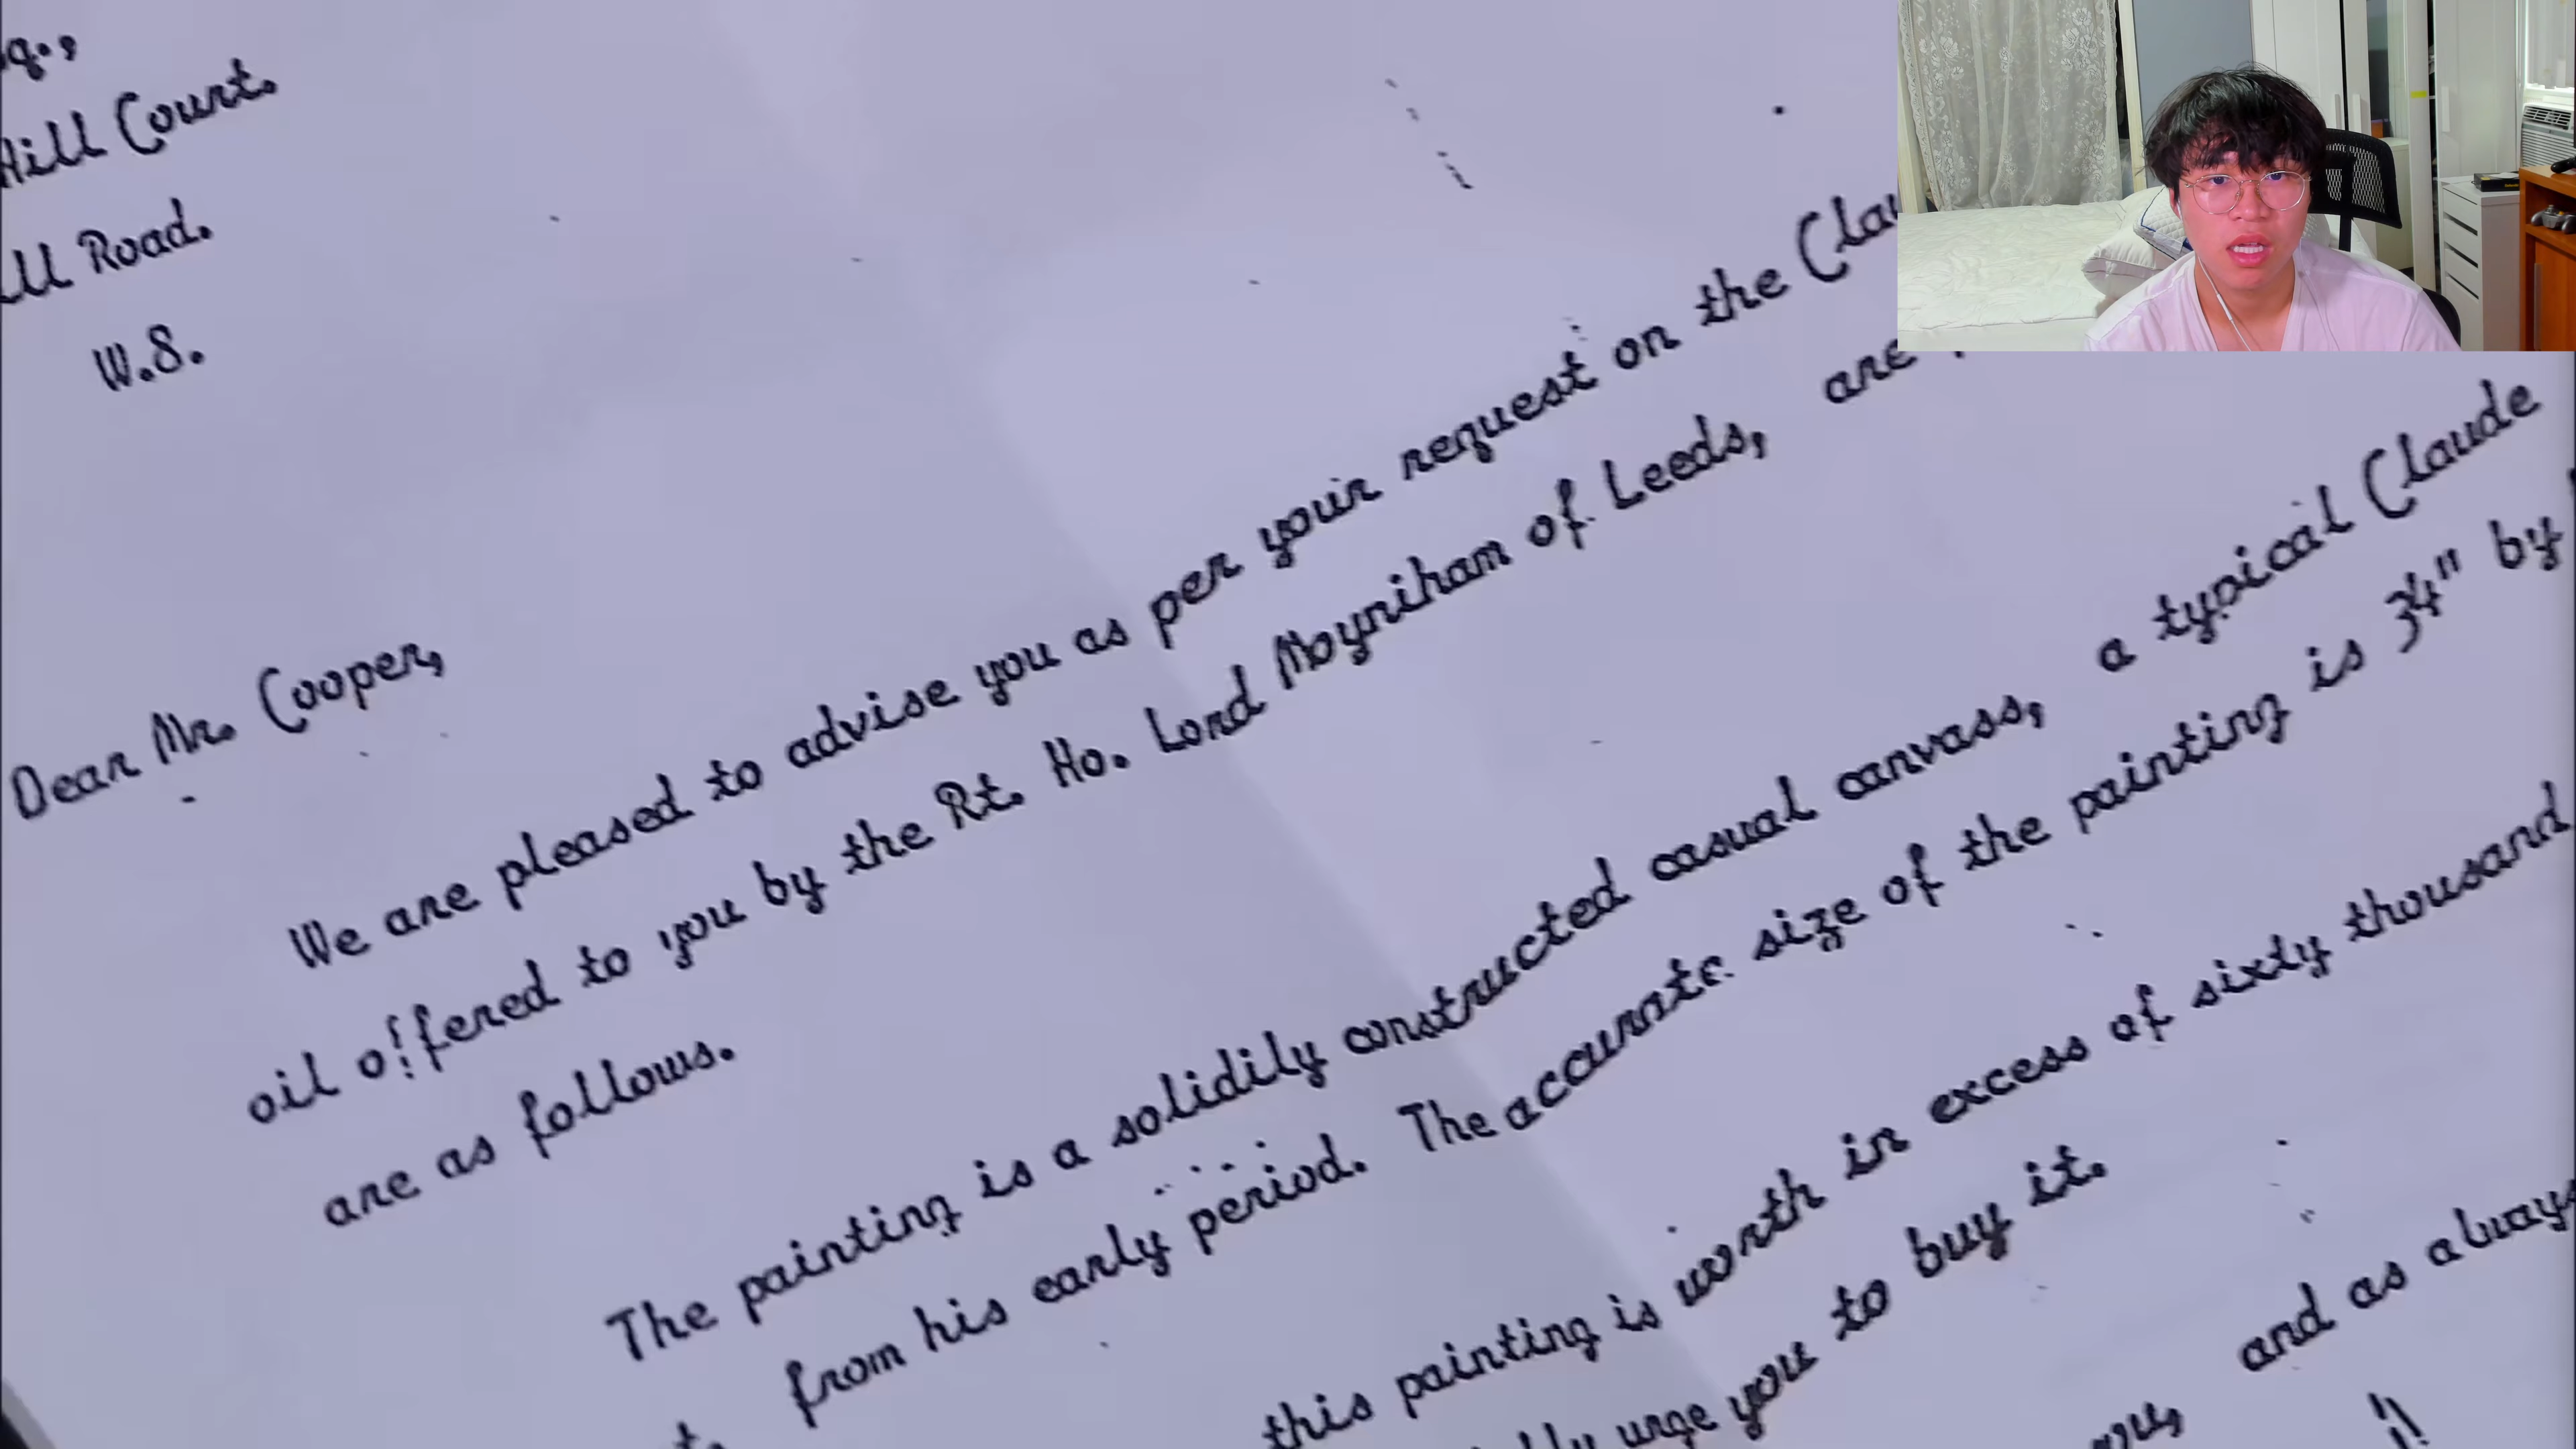 Hill Court.
Road.
W.8.
Dear Mr. Cooper,
We are pleased to advise you as per your request on the
oil offered to you by the Rt. Ho. Lord Moyniham of Leeds, are
are as follows.
The painting is a solidily constructed casual canvass, a typical Claude
from his early period. The accurate size of the painting is 34" by
this painting is worth in excess of sixty thousand
urge you to buy it.
and as always